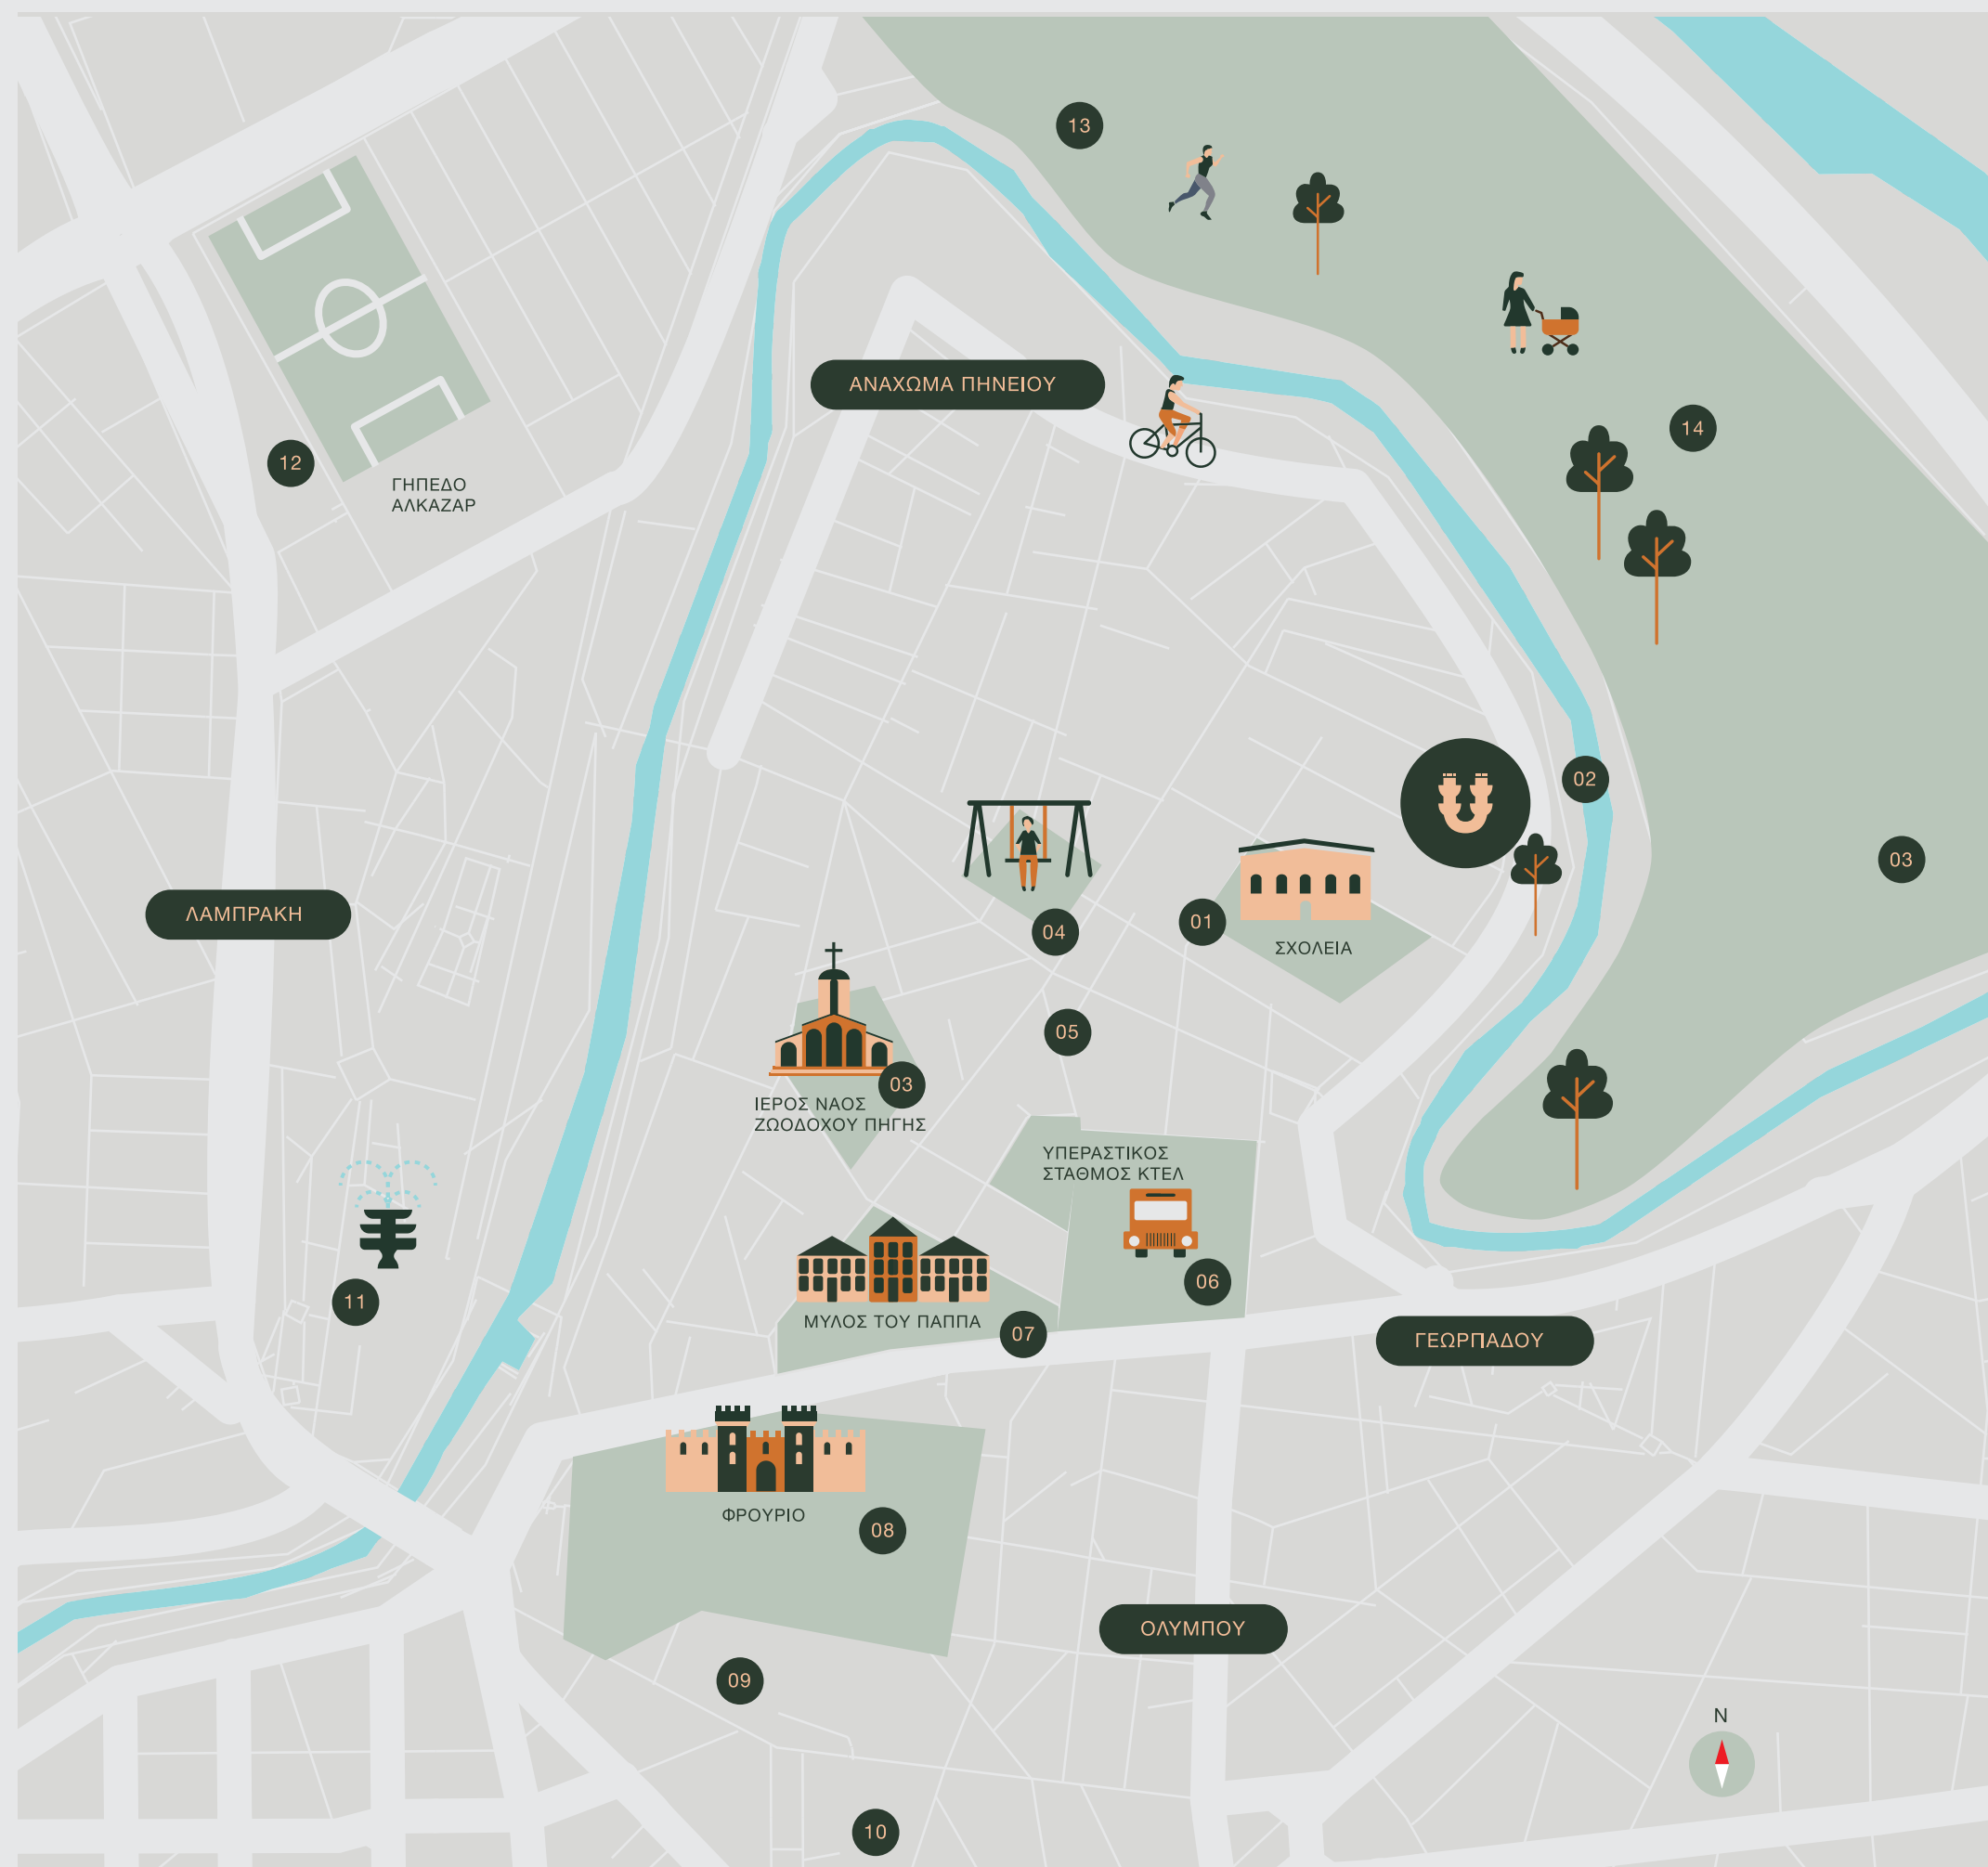 13
ΑΝΑΧΩΜΑ ΠΗΝΕΙΟΥ
14
12
ΓΗΠΕΔΟ
ΑΛΚΑΖΑΡ
02
03
ΛΑΜΠΡΑΚΗ
04
01
ΣΧΟΛΕΙΑ
05
03
ΙΕΡΟΣ ΝΑΟΣ
ΖΩΟΔΟΧΟΥ ΠΗΓΗΣ
ΥΠΕΡΑΣΤΙΚΟΣ
ΣΤΑΘΜΟΣ ΚΤΕΛ
06
11
ΜΥΛΟΣ ΤΟΥ ΠΑΠΠΑ
07
ΓΕΩΡΠΑΔΟΥ
ΦΡΟΥΡΙΟ
08
ΟΛΥΜΠΟΥ
09
N
10